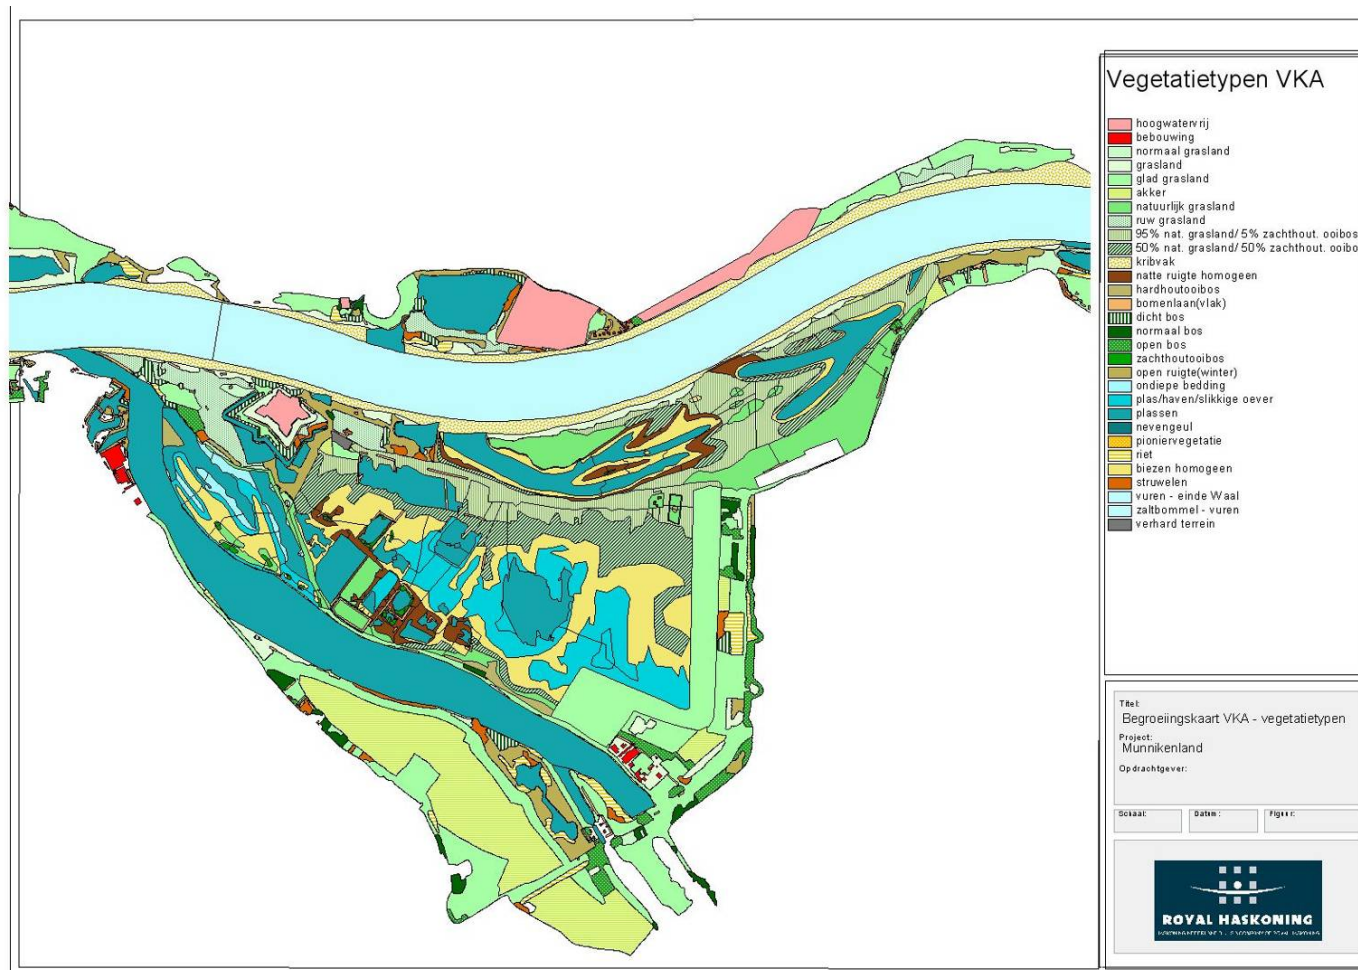 Vegetatietypen VKA
hoogwatervrij
bebouwing
normaal grasland
grasland
glad grasland
akker
natuurlijk grasland
ruw grasland
95% nat. grasland/ 5% zachthout. ooibos
50% nat. grasland/ 50% zachthout. ooibo
kribvak
natte ruigte homogeen
hardhoutooibos
bomenlaan(vlak)
dicht bos
normaal bos
open bos
zachthoutooibos
open ruigte(winter)
ondiepe bedding
plas/haven/slikkige oever
plassen
nevengeul
pioniervegetatie
riet
biezen homogeen
struwelen
vuren - einde Waal
zaltbommel - vuren
verhard terrein
Titel:
Begroeiingskaart VKA - vegetatietypen
Project:
Munnikenland
Opdrachtgever:
Schaal: Datum: Figuur:
ROYAL HASKONING